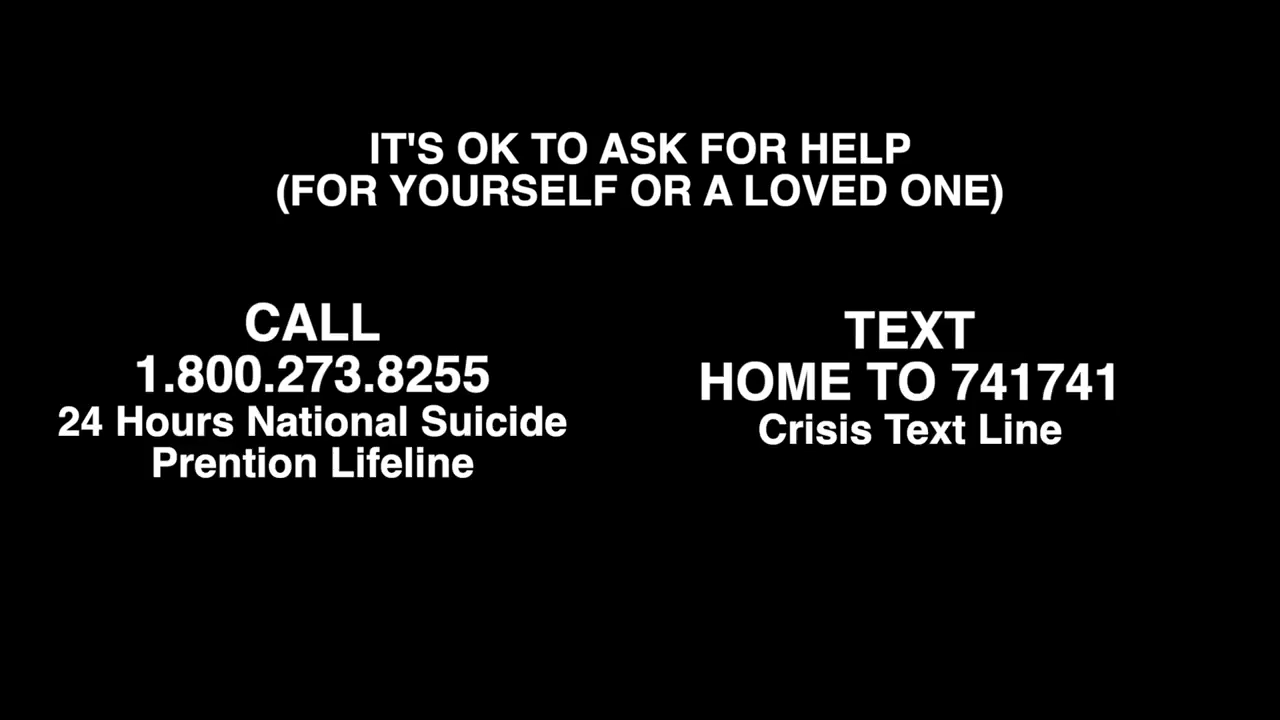 IT'S OK TO ASK FOR HELP
(FOR YOURSELF OR A LOVED ONE)
CALL
1.800.273.8255
24 Hours National Suicide
Prention Lifeline
TEXT
HOME TO 741741
Crisis Text Line